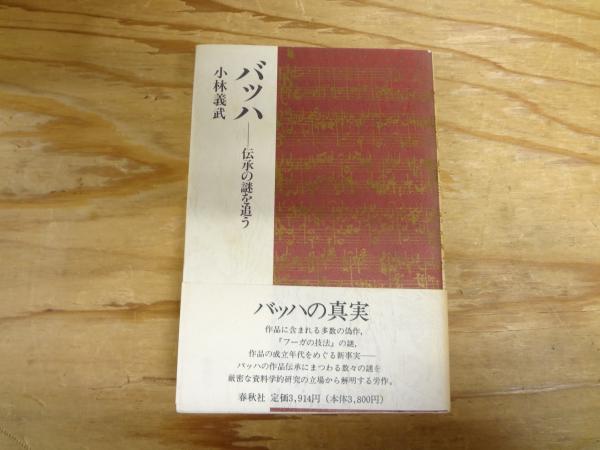 バッハ
──伝承の謎を追う
小林義武
バッハの真実
作品に含まれる多数の偽作,
『フーガの技法』の謎,
作品の成立年代をめぐる新事実──
バッハの作品伝承にまつわる数々の謎を
厳密な資料学的研究の立場から解明する労作。
春秋社 定価3,914円（本体3,800円）